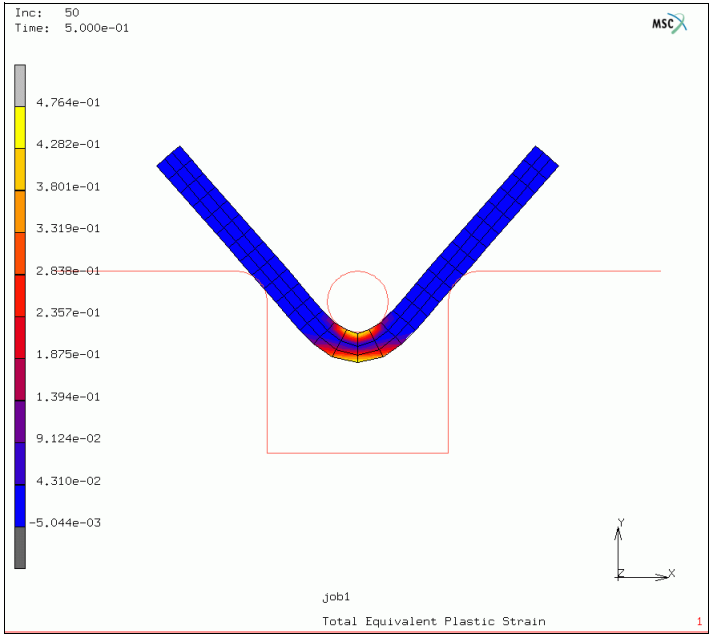 Inc: 50
Time: 5.000e-01
MSC
4.764e-01
4.282e-01
3.801e-01
3.319e-01
2.838e-01
2.357e-01
1.875e-01
1.394e-01
9.124e-02
4.310e-02
-5.044e-03
Y
Z X
job1
Total Equivalent Plastic Strain 1